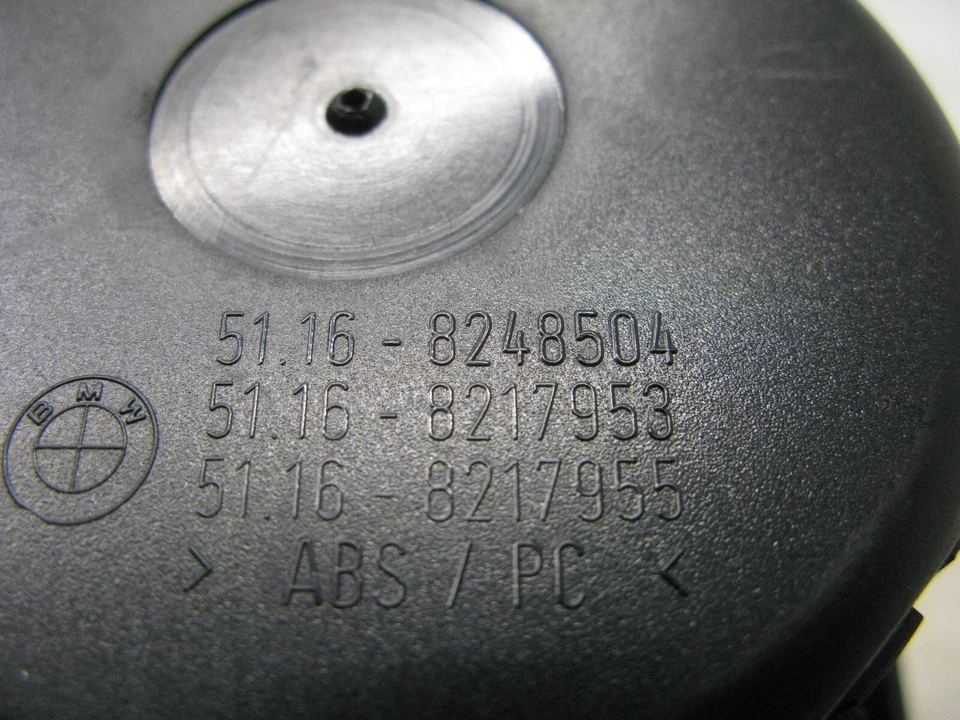 51.16 - 8248504
51.16 - 8217953
51.16 - 8217955
BMW
> ABS / PC <